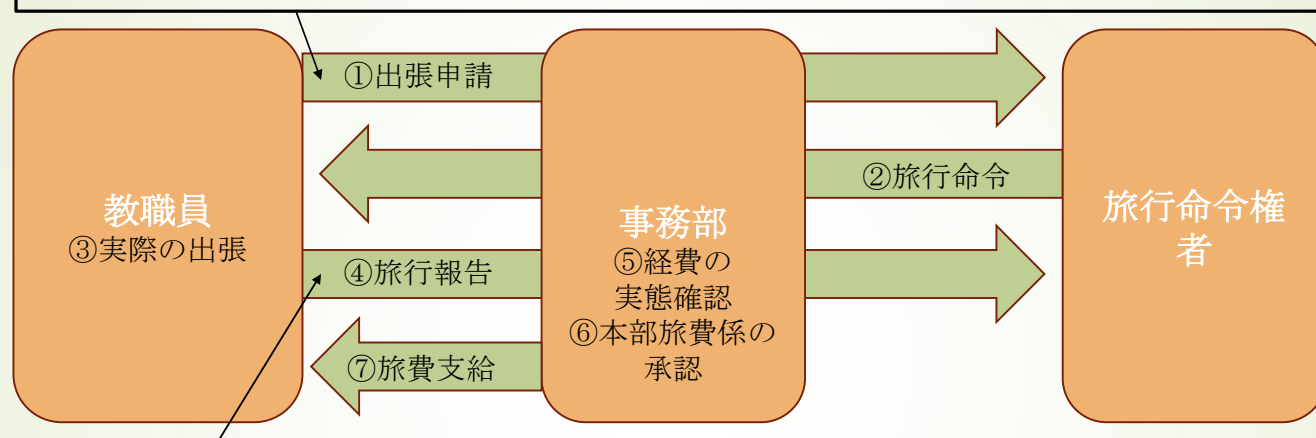 ①出張申請
②旅行命令
教職員
③実際の出張
④旅行報告
事務部
⑤経費の
実態確認
⑥本部旅費係の
承認
⑦旅費支給
旅行命令権
者